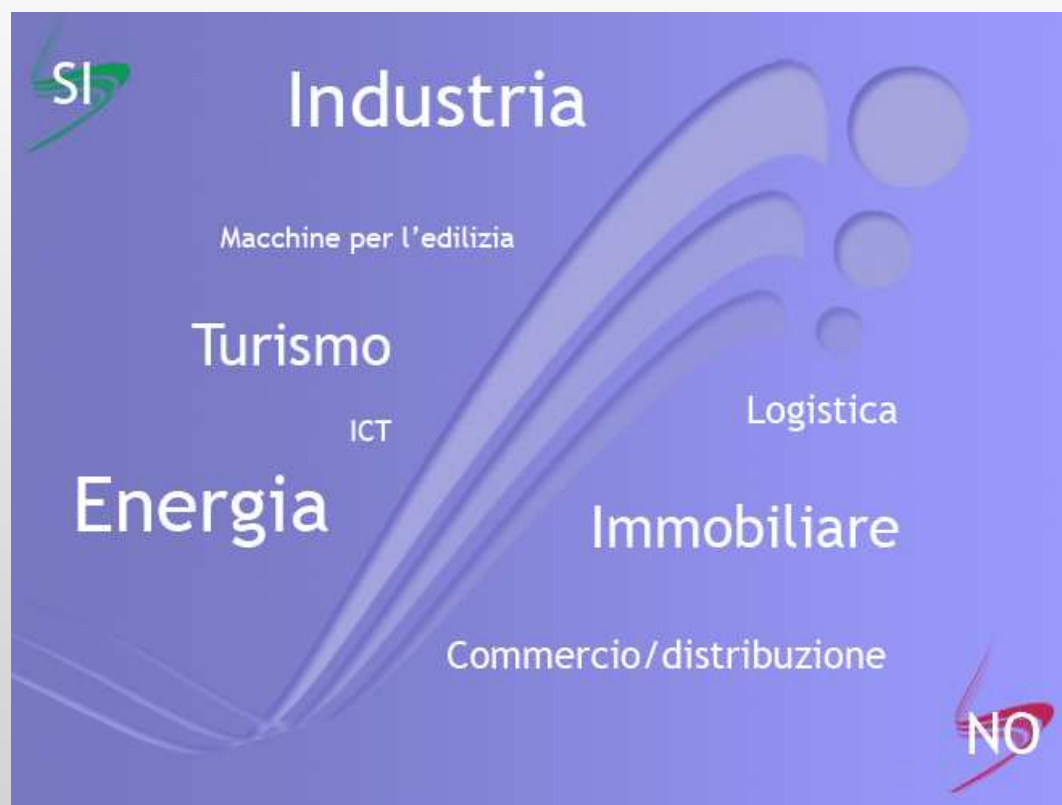 SI
Industria
Macchine per l’edilizia
Turismo
Logistica
ICT
Energia
Immobiliare
Commercio/distribuzione
NO